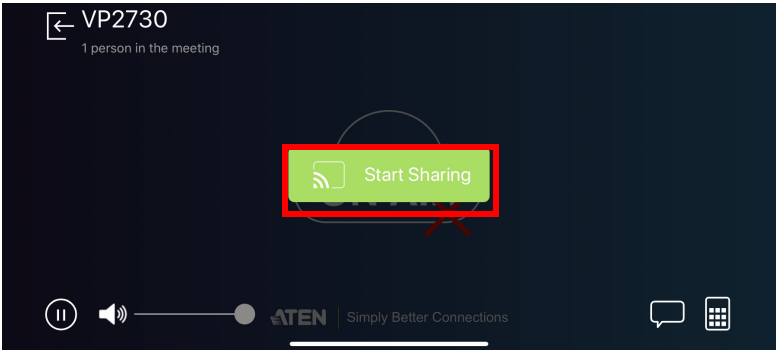 VP2730
1 person in the meeting
Start Sharing
ATEN Simply Better Connections